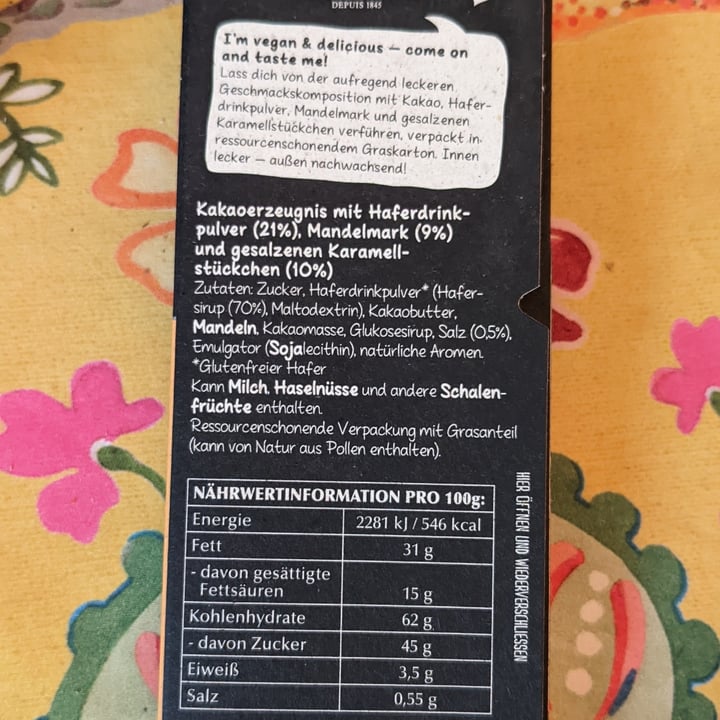 DEPUIS 1845
I'm vegan & delicious – come on
and taste me!
Lass dich von der aufregend leckeren
Geschmackskomposition mit Kakao, Hafer-
drinkpulver, Mandelmark und gesalzenen
Karamellstückchen verführen, verpackt in
ressourcenschonendem Graskarton. Innen
lecker – außen nachwachsend!
Kakaoerzeugnis mit Haferdrink-
pulver (21%), Mandelmark (9%)
und gesalzenen Karamell-
stückchen (10%)
Zutaten: Zucker, Haferdrinkpulver* (Hafer-
sirup (70%), Maltodextrin), Kakaobutter,
Mandeln, Kakaomasse, Glukosesirup, Salz (0,5%),
Emulgator (Sojalecithin), natürliche Aromen.
*Glutenfreier Hafer
Kann Milch, Haselnüsse und andere Schalen-
früchte enthalten.
Ressourcenschonende Verpackung mit Grasanteil
(kann von Natur aus Pollen enthalten).
NÄHRWERTINFORMATION PRO 100g:
Energie 2281 kJ / 546 kcal
Fett 31 g
- davon gesättigte
Fettsäuren 15 g
Kohlenhydrate 62 g
- davon Zucker 45 g
Eiweiß 3,5 g
Salz 0,55 g
HIER ÖFFNEN UND WIEDERVERSCHLIESSEN